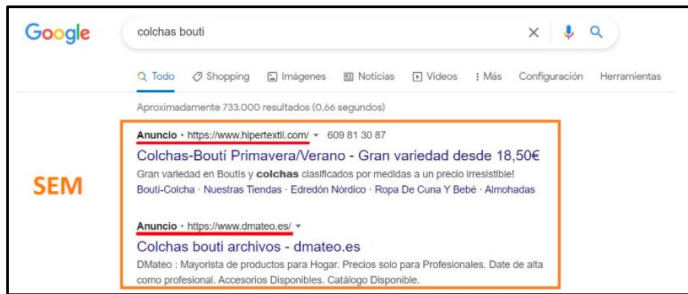 Google
colchas bouti
Todo Shopping Imágenes Noticias Vídeos Más Configuración Herramientas
Aproximadamente 733.000 resultados (0,66 segundos)
SEM
Anuncio · https://www.hipertextil.com/ 609 81 30 87
Colchas-Boutí Primavera/Verano - Gran variedad desde 18,50€
Gran variedad en Boutís y colchas clasificados por medidas a un precio irresistible!
Boutí-Colcha · Nuestras Tiendas · Edredón Nórdico · Ropa De Cuna Y Bebé · Almohadas
Anuncio · https://www.dmateo.es/
Colchas bouti archivos - dmateo.es
DMateo : Mayorista de productos para Hogar. Precios solo para Profesionales. Date de alta
como profesional. Accesorios Disponibles. Catálogo Disponible.